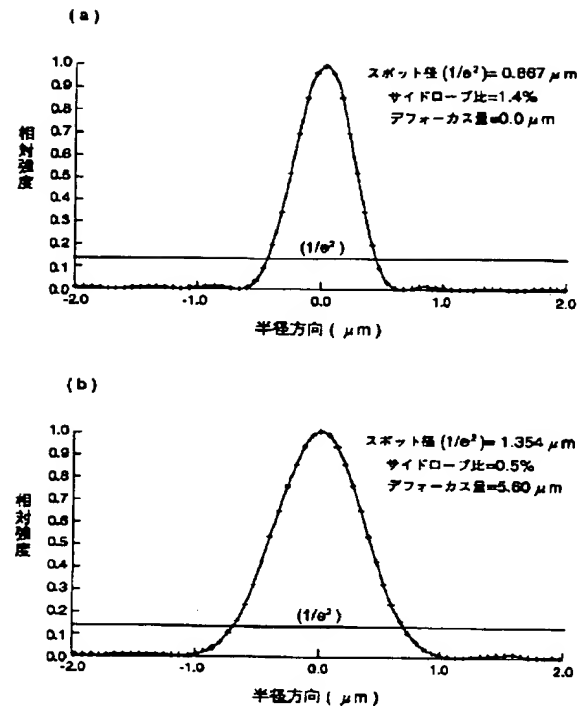 (a)
スポット径 (1/e²)= 0.867 μm
サイドローブ比=1.4%
デフォーカス量=0.0 μm
相対強度
1.0
0.9
0.8
0.7
0.6
0.5
0.4
0.3
0.2
0.1
0.0
(1/e²)
-2.0 -1.0 0.0 1.0 2.0
半径方向 ( μm )
(b)
スポット径 (1/e²)= 1.354 μm
サイドローブ比=0.5%
デフォーカス量=5.60 μm
相対強度
1.0
0.9
0.8
0.7
0.6
0.5
0.4
0.3
0.2
0.1
0.0
(1/e²)
-2.0 -1.0 0.0 1.0 2.0
半径方向 ( μm )